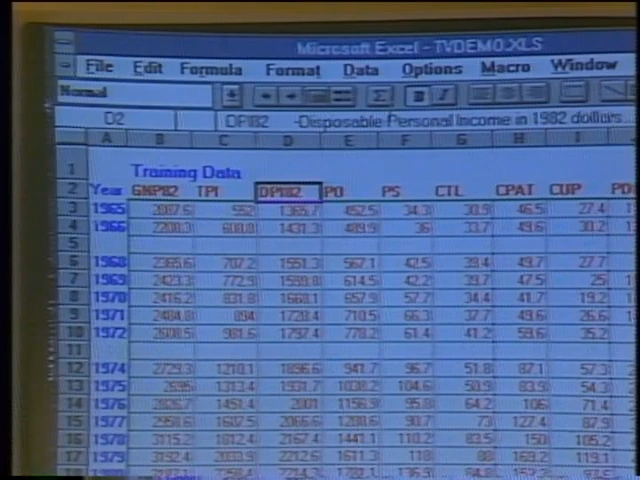 Microsoft Excel - TVDEMO.XLS
File Edit Formula Format Data Options Macro Window
Normal Σ B I
D2 DPI82 -Disposable Personal Income in 1982 dollars...
A B C D E F G H I
1 Training Data
2 Year GNP82 TPI DPI82 PO PS CTL CPAT CUP
3 1965 2087.6 552 1365.7 452.5 34.3 30.9 46.5 27.4
4 1966 2208.3 600.8 1431.3 489.9 36 33.7 49.6 30.2
5
6 1968 2365.6 707.2 1551.3 567.1 42.5 39.4 49.7 27.7
7 1969 2423.3 772.9 1599.8 614.5 42.2 39.7 47.5 25
8 1970 2416.2 831.8 1668.1 657.9 57.7 34.4 41.7 19.2
9 1971 2484.8 894 1728.4 710.5 66.3 37.7 49.6 26.6
10 1972 2608.5 981.6 1797.4 778.2 61.4 41.2 58.6 35.2
11
12 1974 2729.3 1210.1 1896.6 941.7 96.7 51.8 87.1 57.3
13 1975 2695 1313.4 1931.7 1038.2 104.6 50.9 83.9 54.3
14 1976 2826.7 1451.4 2001 1156.9 95.8 64.2 106 71.4
15 1977 2958.6 1607.5 2066.6 1288.6 90.7 73 127.4 87.9
16 1978 3115.2 1812.4 2167.4 1441.1 110.2 83.5 150 105.2
17 1979 3192.4 2033.9 2212.6 1611.3 118 88 169.2 119.1